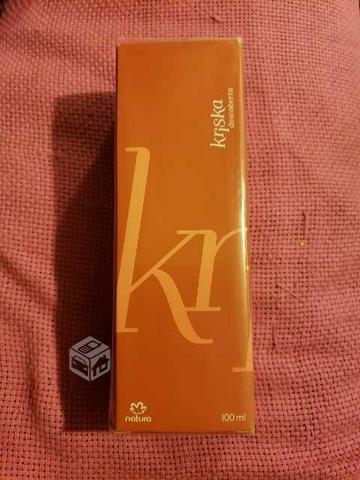 kriska
descoberta
kr
natura
100 ml